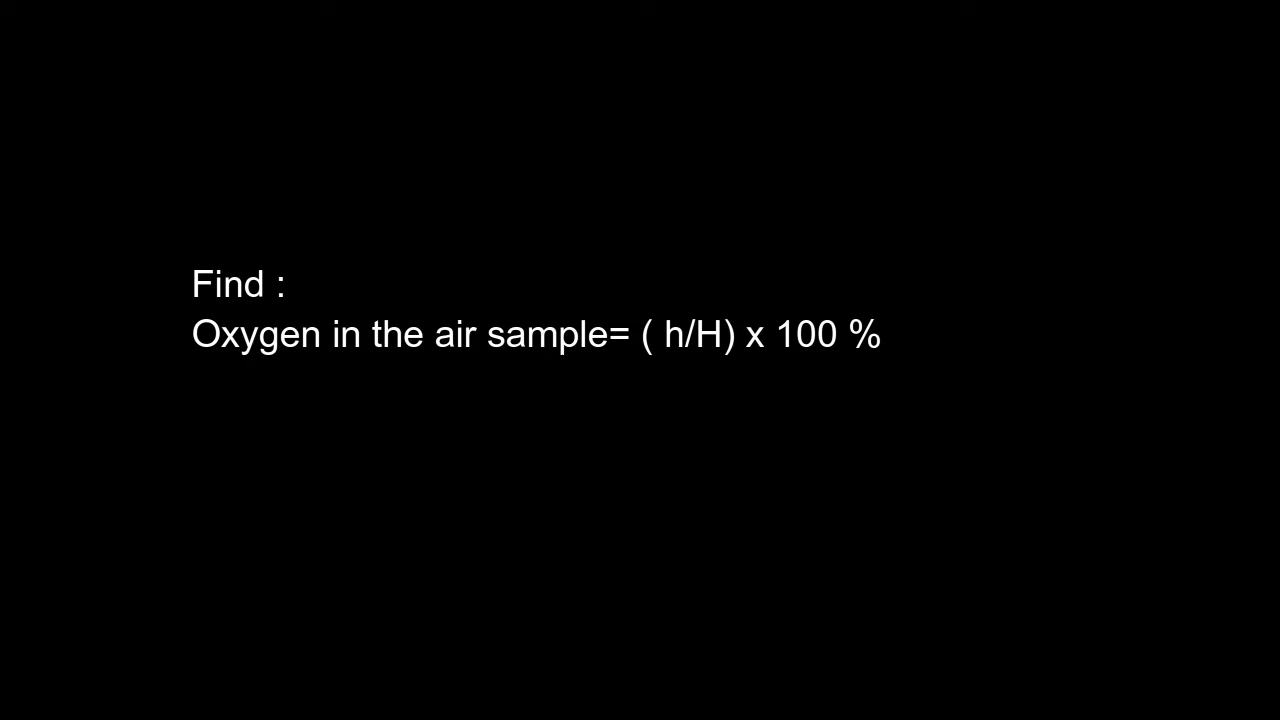 Find :
Oxygen in the air sample= ( h/H) x 100 %